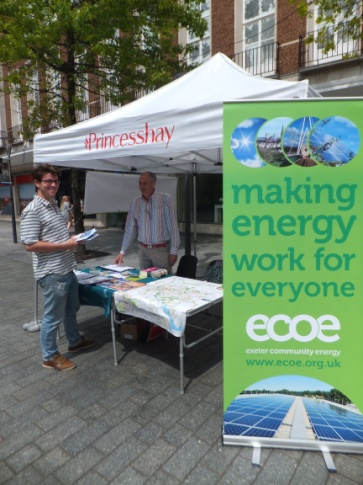 Princesshay
making
energy
work for
everyone
ecoe
exeter community energy
www.ecoe.org.uk